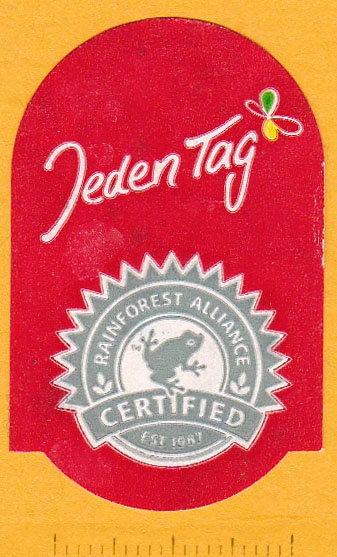 Jeden Tag
RAINFOREST ALLIANCE
CERTIFIED
EST 1987